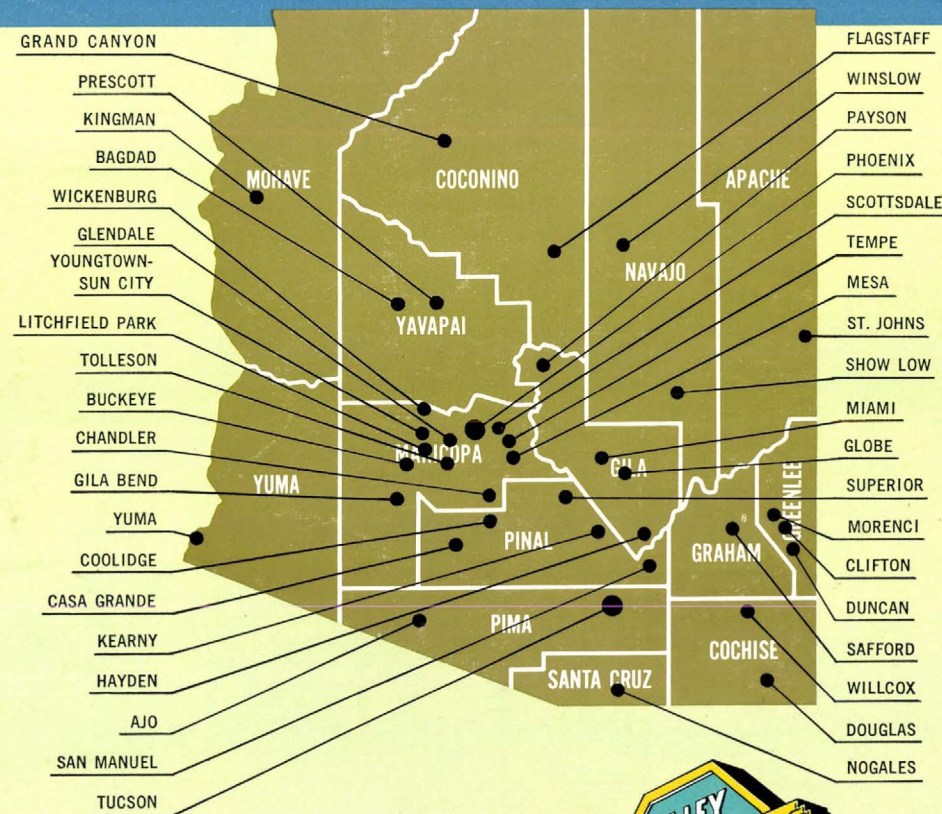 GRAND CANYON
PRESCOTT
KINGMAN
BAGDAD
WICKENBURG
GLENDALE
YOUNGTOWN-
SUN CITY
LITCHFIELD PARK
TOLLESON
BUCKEYE
CHANDLER
GILA BEND
YUMA
COOLIDGE
CASA GRANDE
KEARNY
HAYDEN
AJO
SAN MANUEL
TUCSON
MOHAVE
COCONINO
APACHE
NAVAJO
YAVAPAI
MARICOPA
GILA
YUMA
PINAL
GRAHAM
GREENLEE
PIMA
COCHISE
SANTA CRUZ
FLAGSTAFF
WINSLOW
PAYSON
PHOENIX
SCOTTSDALE
TEMPE
MESA
ST. JOHNS
SHOW LOW
MIAMI
GLOBE
SUPERIOR
MORENCI
CLIFTON
DUNCAN
SAFFORD
WILLCOX
DOUGLAS
NOGALES